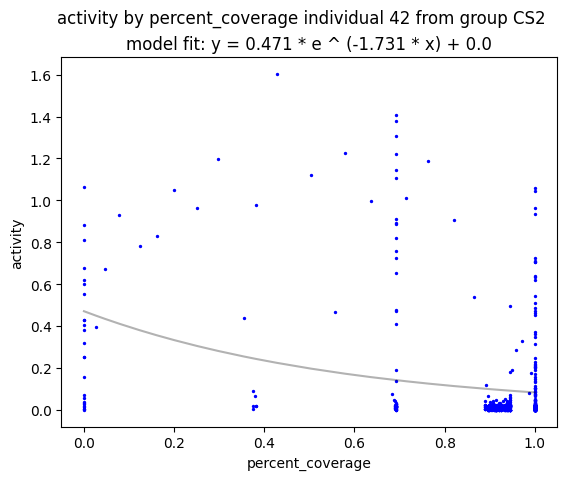 activity by percent_coverage individual 42 from group CS2
model fit: y = 0.471 * e ^ (-1.731 * x) + 0.0
1.6
1.4
1.2
1.0
0.8
0.6
0.4
0.2
0.0
activity
0.0 0.2 0.4 0.6 0.8 1.0
percent_coverage